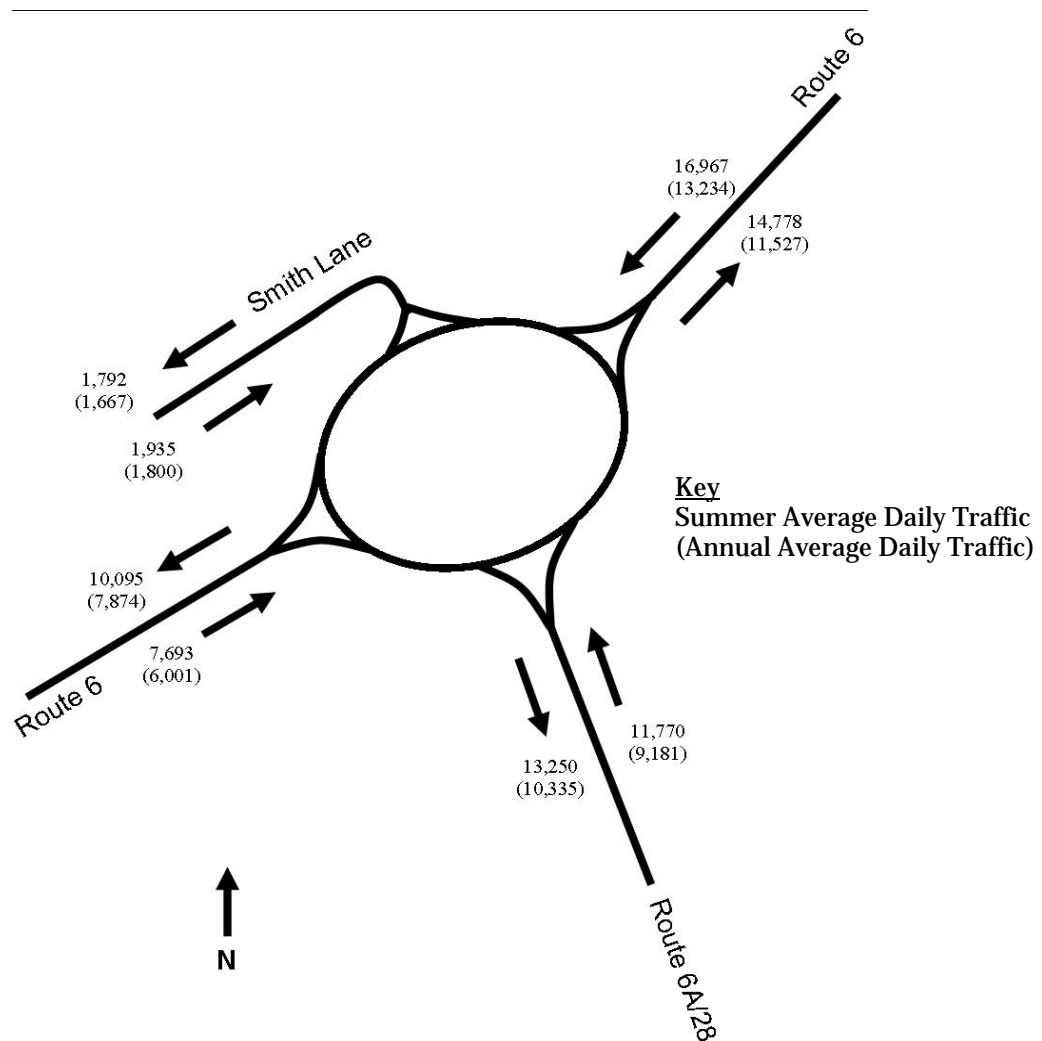 Route 6
16,967
(13,234)
14,778
(11,527)
Smith Lane
1,792
(1,667)
1,935
(1,800)
Key
Summer Average Daily Traffic
(Annual Average Daily Traffic)
10,095
(7,874)
7,693
(6,001)
Route 6
11,770
(9,181)
13,250
(10,335)
Route 6A/28
N